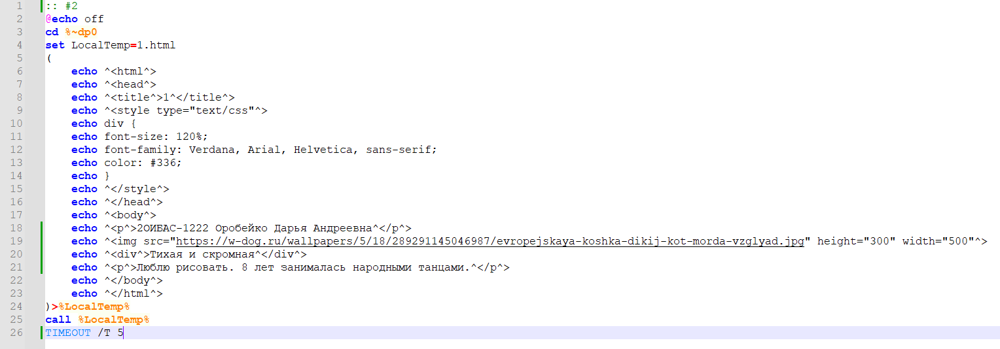 1 :: #2
2 @echo off
3 cd %~dp0
4 set LocalTemp=1.html
5 (
6 echo ^<html^>
7 echo ^<head^>
8 echo ^<title^>1^</title^>
9 echo ^<style type="text/css"^>
10 echo div {
11 echo font-size: 120%;
12 echo font-family: Verdana, Arial, Helvetica, sans-serif;
13 echo color: #336;
14 echo }
15 echo ^</style^>
16 echo ^</head^>
17 echo ^<body^>
18 echo ^<p^>2ОИБАС-1222 Оробейко Дарья Андреевна^</p^>
19 echo ^<img src="https://w-dog.ru/wallpapers/5/18/289291145046987/evropejskaya-koshka-dikij-kot-morda-vzglyad.jpg" height="300" width="500"^>
20 echo ^<div^>Тихая и скромная^</div^>
21 echo ^<p^>Люблю рисовать. 8 лет занималась народными танцами.^</p^>
22 echo ^</body^>
23 echo ^</html^>
24 )>%LocalTemp%
25 call %LocalTemp%
26 TIMEOUT /T 5